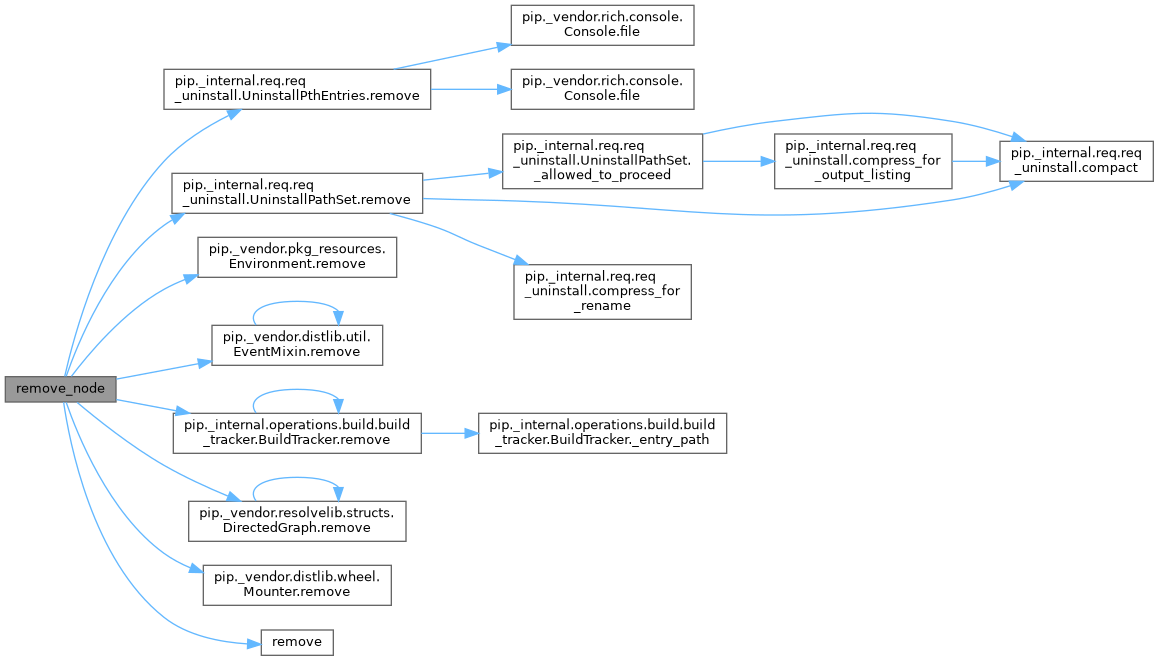 pip._vendor.rich.console.
Console.file
pip._internal.req.req
_uninstall.UninstallPthEntries.remove
pip._vendor.rich.console.
Console.file
pip._internal.req.req
_uninstall.UninstallPathSet.
_allowed_to_proceed
pip._internal.req.req
_uninstall.compress_for
_output_listing
pip._internal.req.req
_uninstall.compact
pip._internal.req.req
_uninstall.UninstallPathSet.remove
pip._vendor.pkg_resources.
Environment.remove
pip._internal.req.req
_uninstall.compress_for
_rename
pip._vendor.distlib.util.
EventMixin.remove
remove_node
pip._internal.operations.build.build
_tracker.BuildTracker.remove
pip._internal.operations.build.build
_tracker.BuildTracker._entry_path
pip._vendor.resolvelib.structs.
DirectedGraph.remove
pip._vendor.distlib.wheel.
Mounter.remove
remove